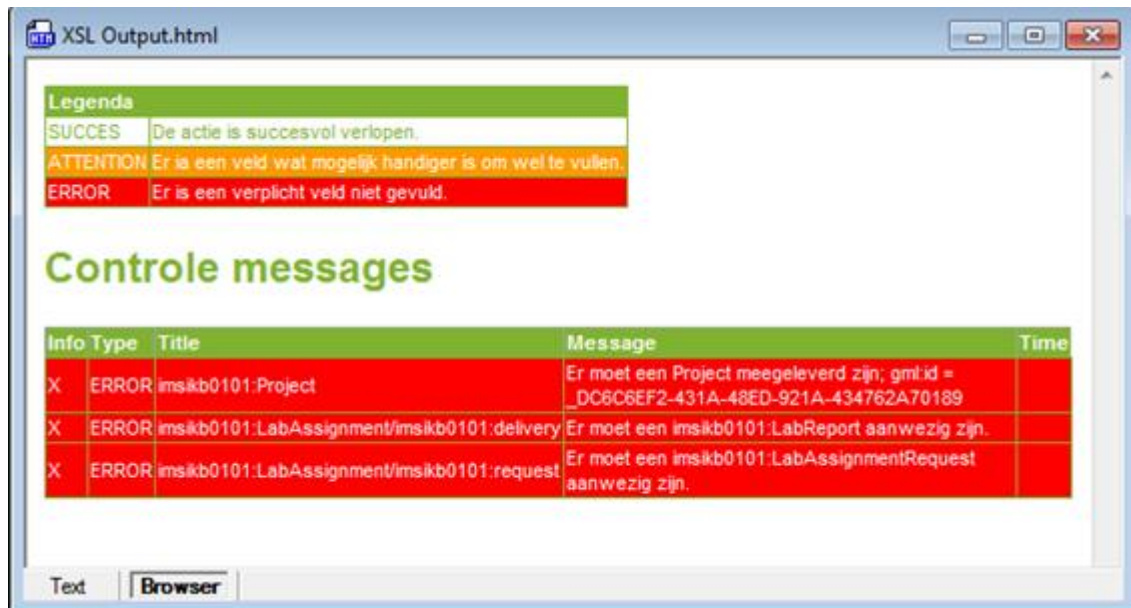 XSL Output.html
Legenda
SUCCES De actie is succesvol verlopen.
ATTENTION Er is een veld wat mogelijk handiger is om wel te vullen.
ERROR Er is een verplicht veld niet gevuld.
Controle messages
Info Type Title Message Time
X ERROR imsikb0101:Project Er moet een Project meegeleverd zijn; gml:id =
_DC6C6EF2-431A-48ED-921A-434762A70189
X ERROR imsikb0101:LabAssignment/imsikb0101:delivery Er moet een imsikb0101:LabReport aanwezig zijn.
X ERROR imsikb0101:LabAssignment/imsikb0101:request Er moet een imsikb0101:LabAssignmentRequest
aanwezig zijn.
Text Browser